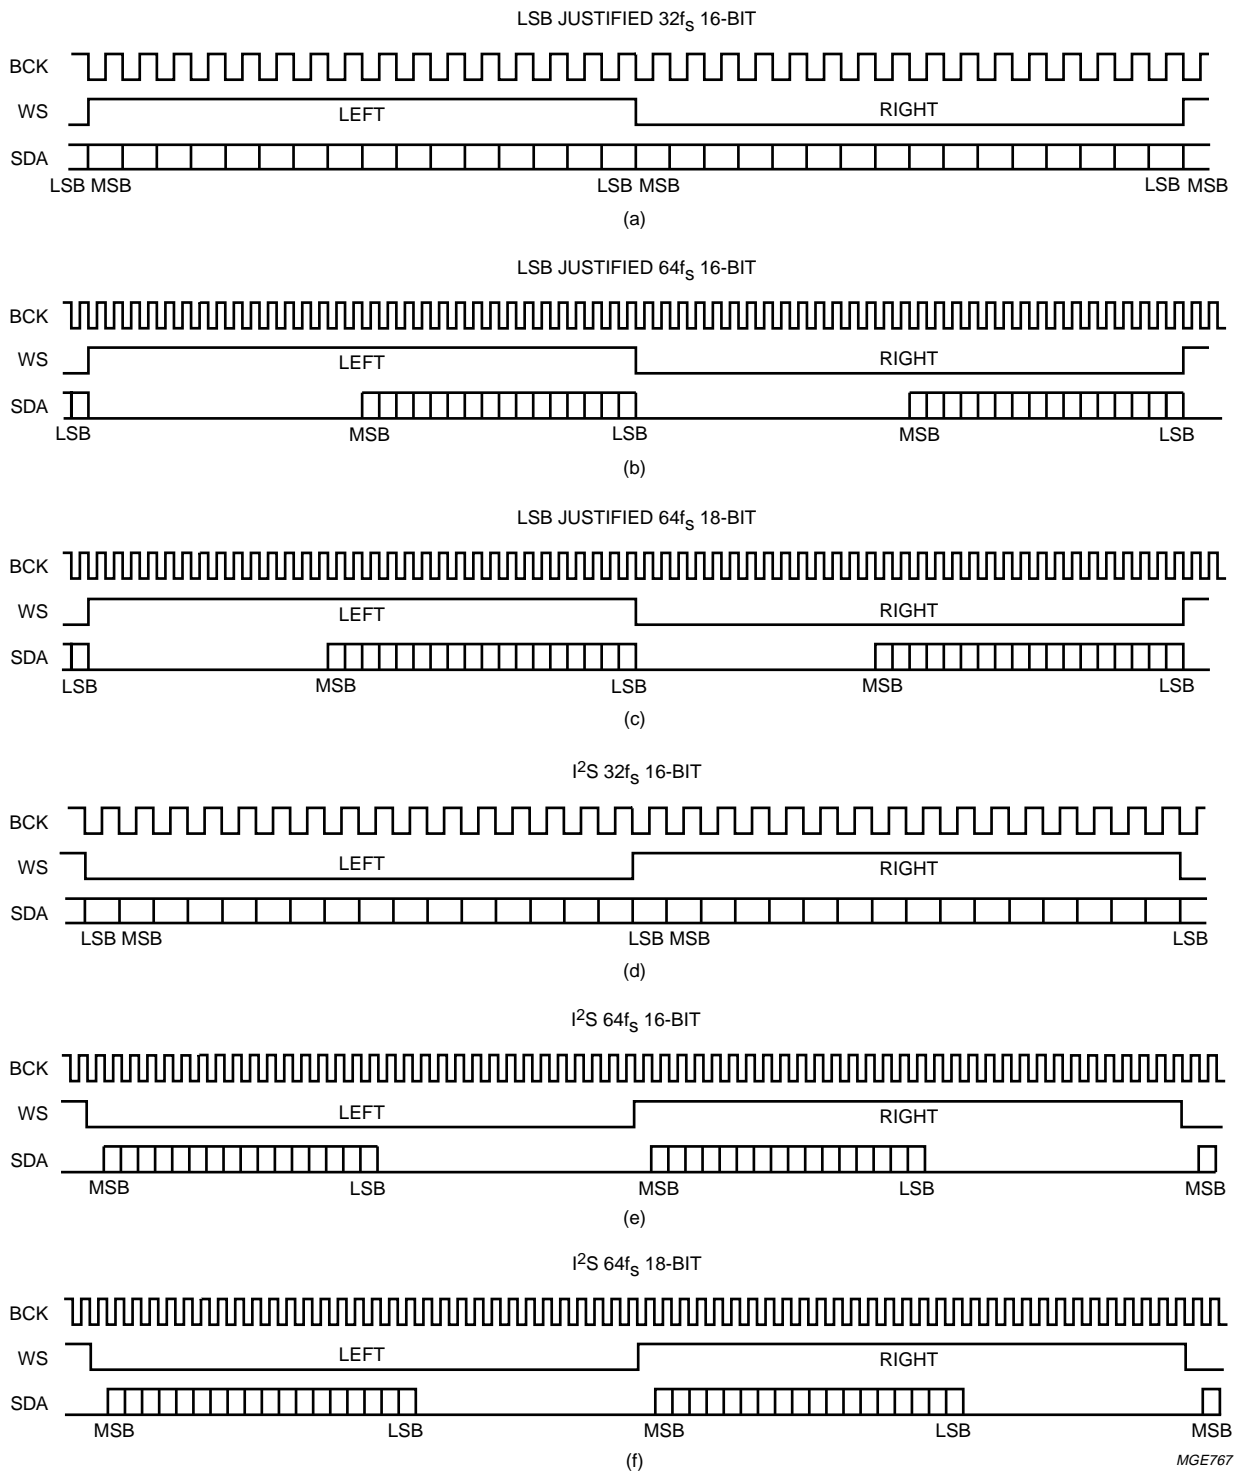 LSB JUSTIFIED 32fS 16-BIT
BCK
WS LEFT RIGHT
SDA
LSB MSB LSB MSB LSB MSB
(a)
LSB JUSTIFIED 64fS 16-BIT
BCK
WS LEFT RIGHT
SDA
LSB MSB LSB MSB LSB
(b)
LSB JUSTIFIED 64fS 18-BIT
BCK
WS LEFT RIGHT
SDA
LSB MSB LSB MSB LSB
(c)
I2S 32fS 16-BIT
BCK
WS LEFT RIGHT
SDA
LSB MSB LSB MSB LSB
(d)
I2S 64fS 16-BIT
BCK
WS LEFT RIGHT
SDA
MSB LSB MSB LSB MSB
(e)
I2S 64fS 18-BIT
BCK
WS LEFT RIGHT
SDA
MSB LSB MSB LSB MSB
(f)
MGE767